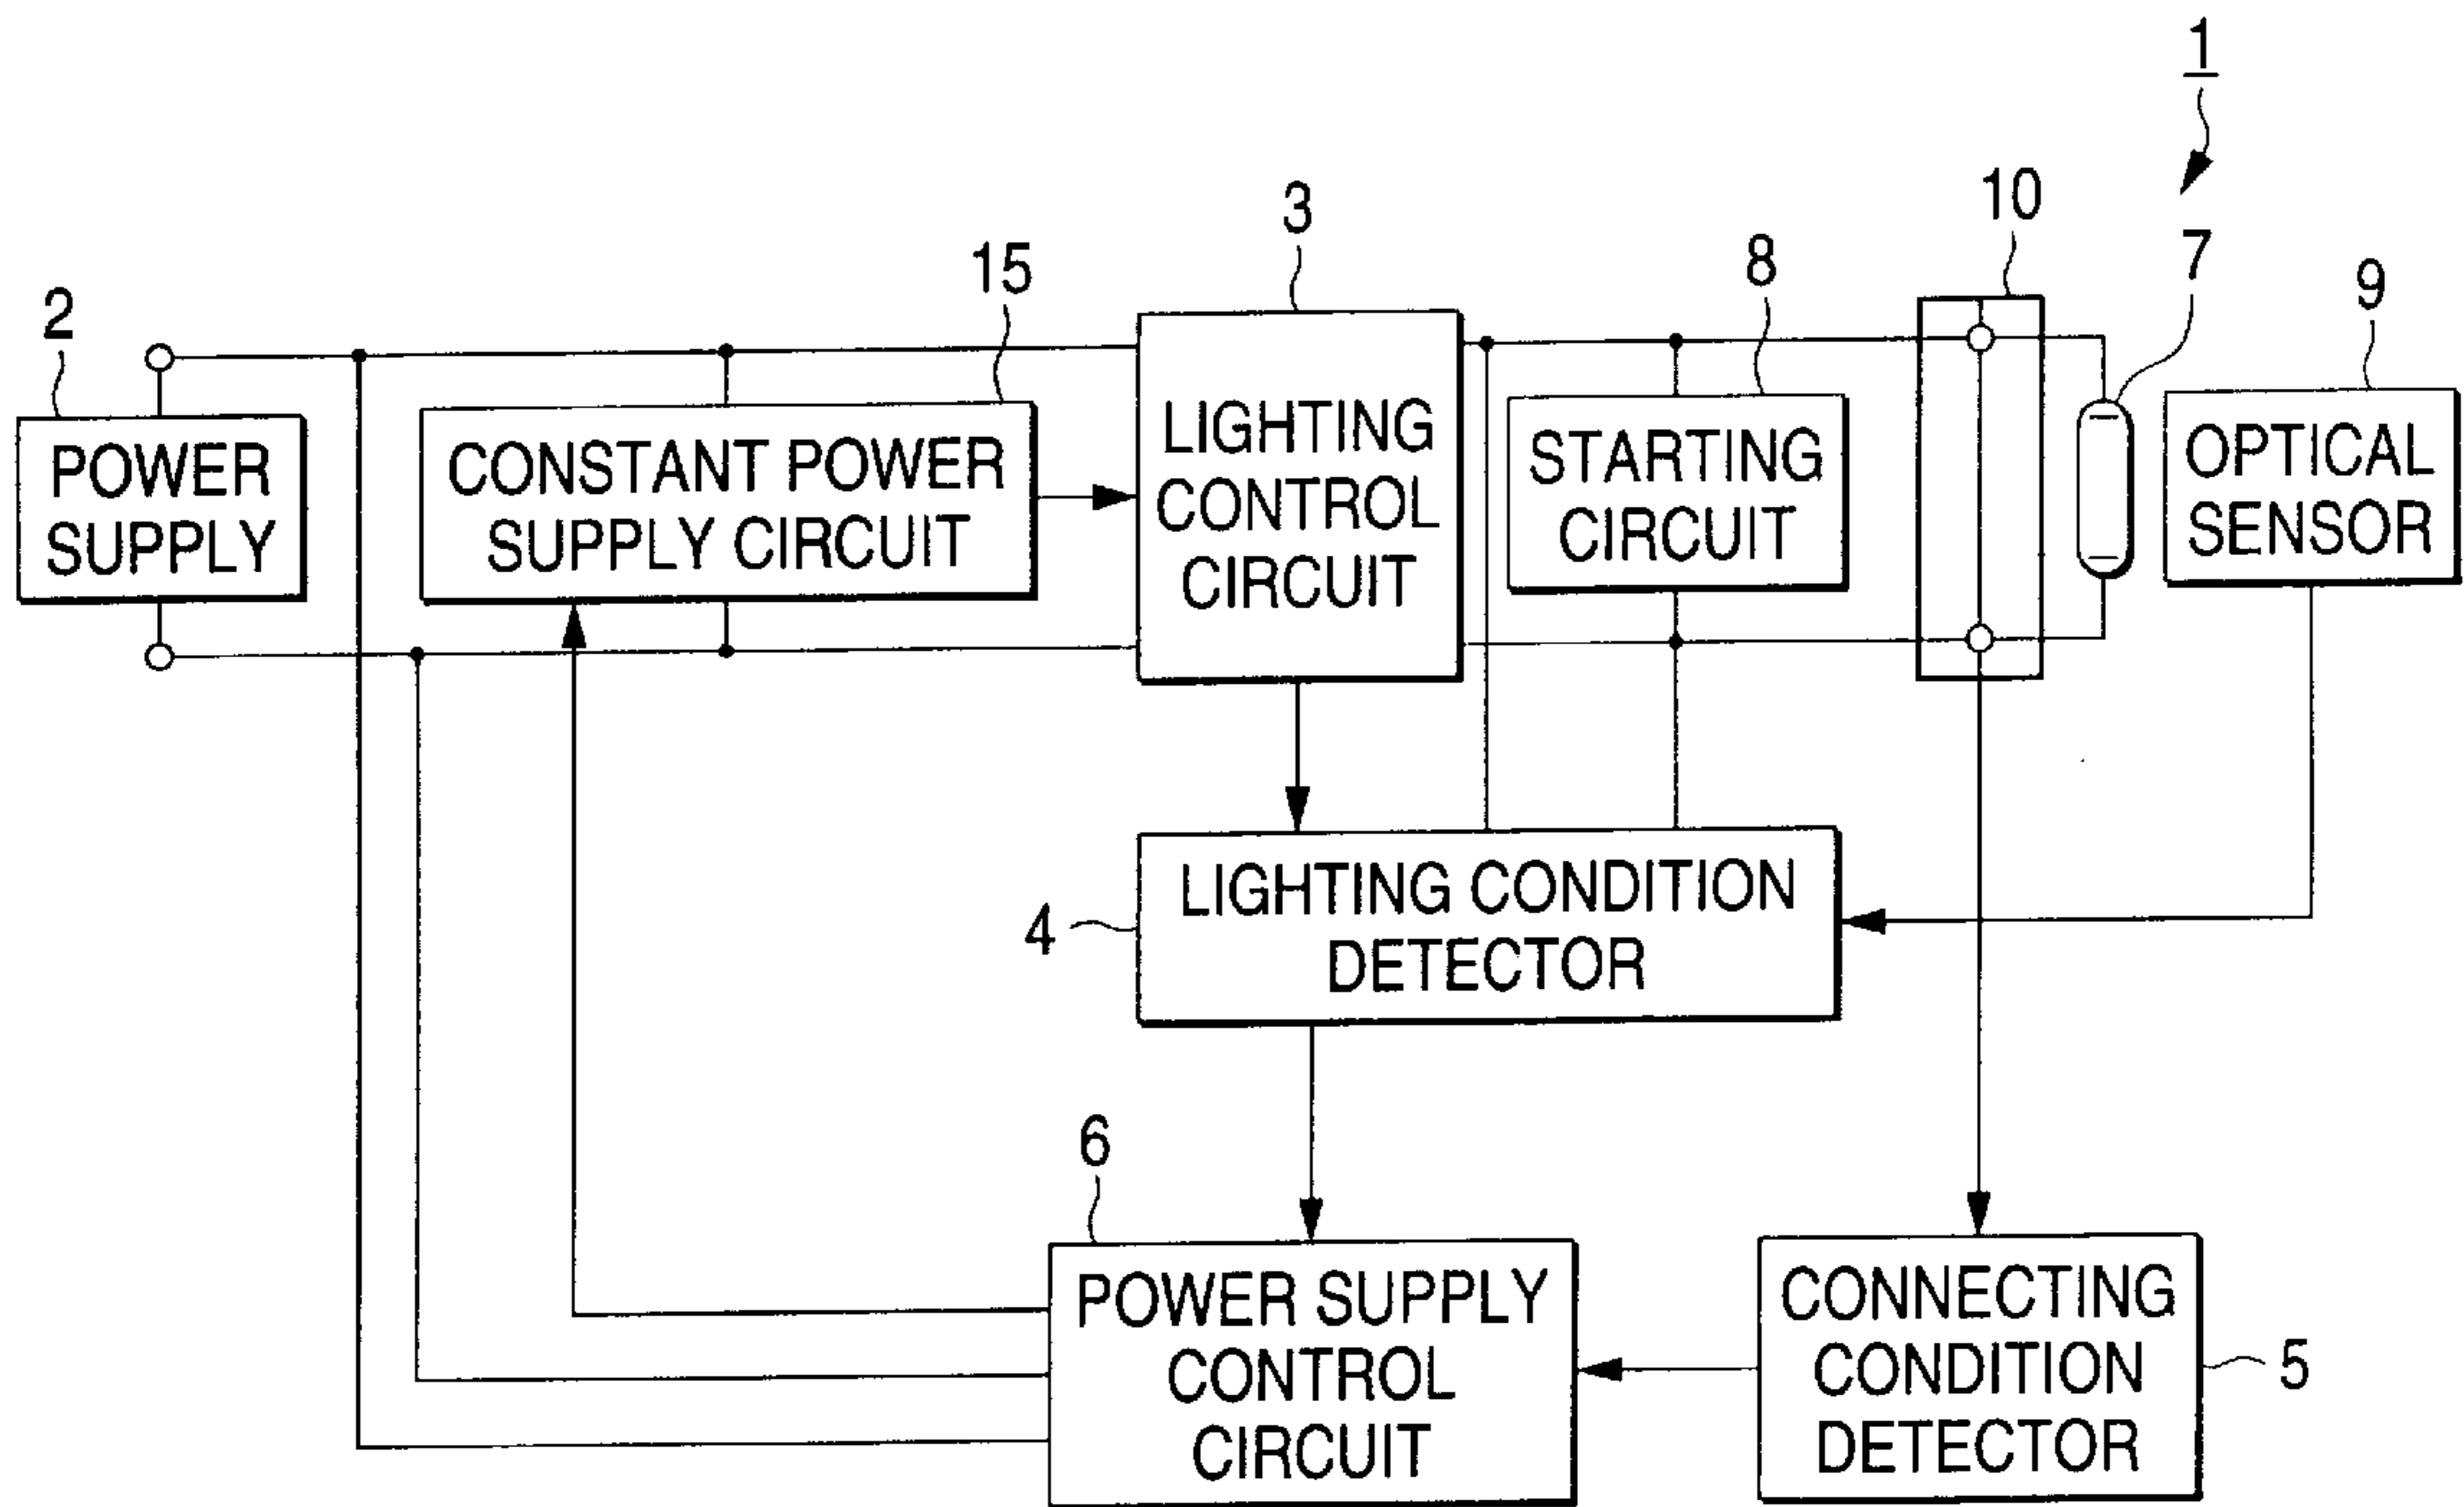 1
10
3
7
8
15
9
2
POWER
SUPPLY
CONSTANT POWER
SUPPLY CIRCUIT
LIGHTING
CONTROL
CIRCUIT
STARTING
CIRCUIT
OPTICAL
SENSOR
4
LIGHTING CONDITION
DETECTOR
6
POWER SUPPLY
CONTROL
CIRCUIT
CONNECTING
CONDITION
DETECTOR
5